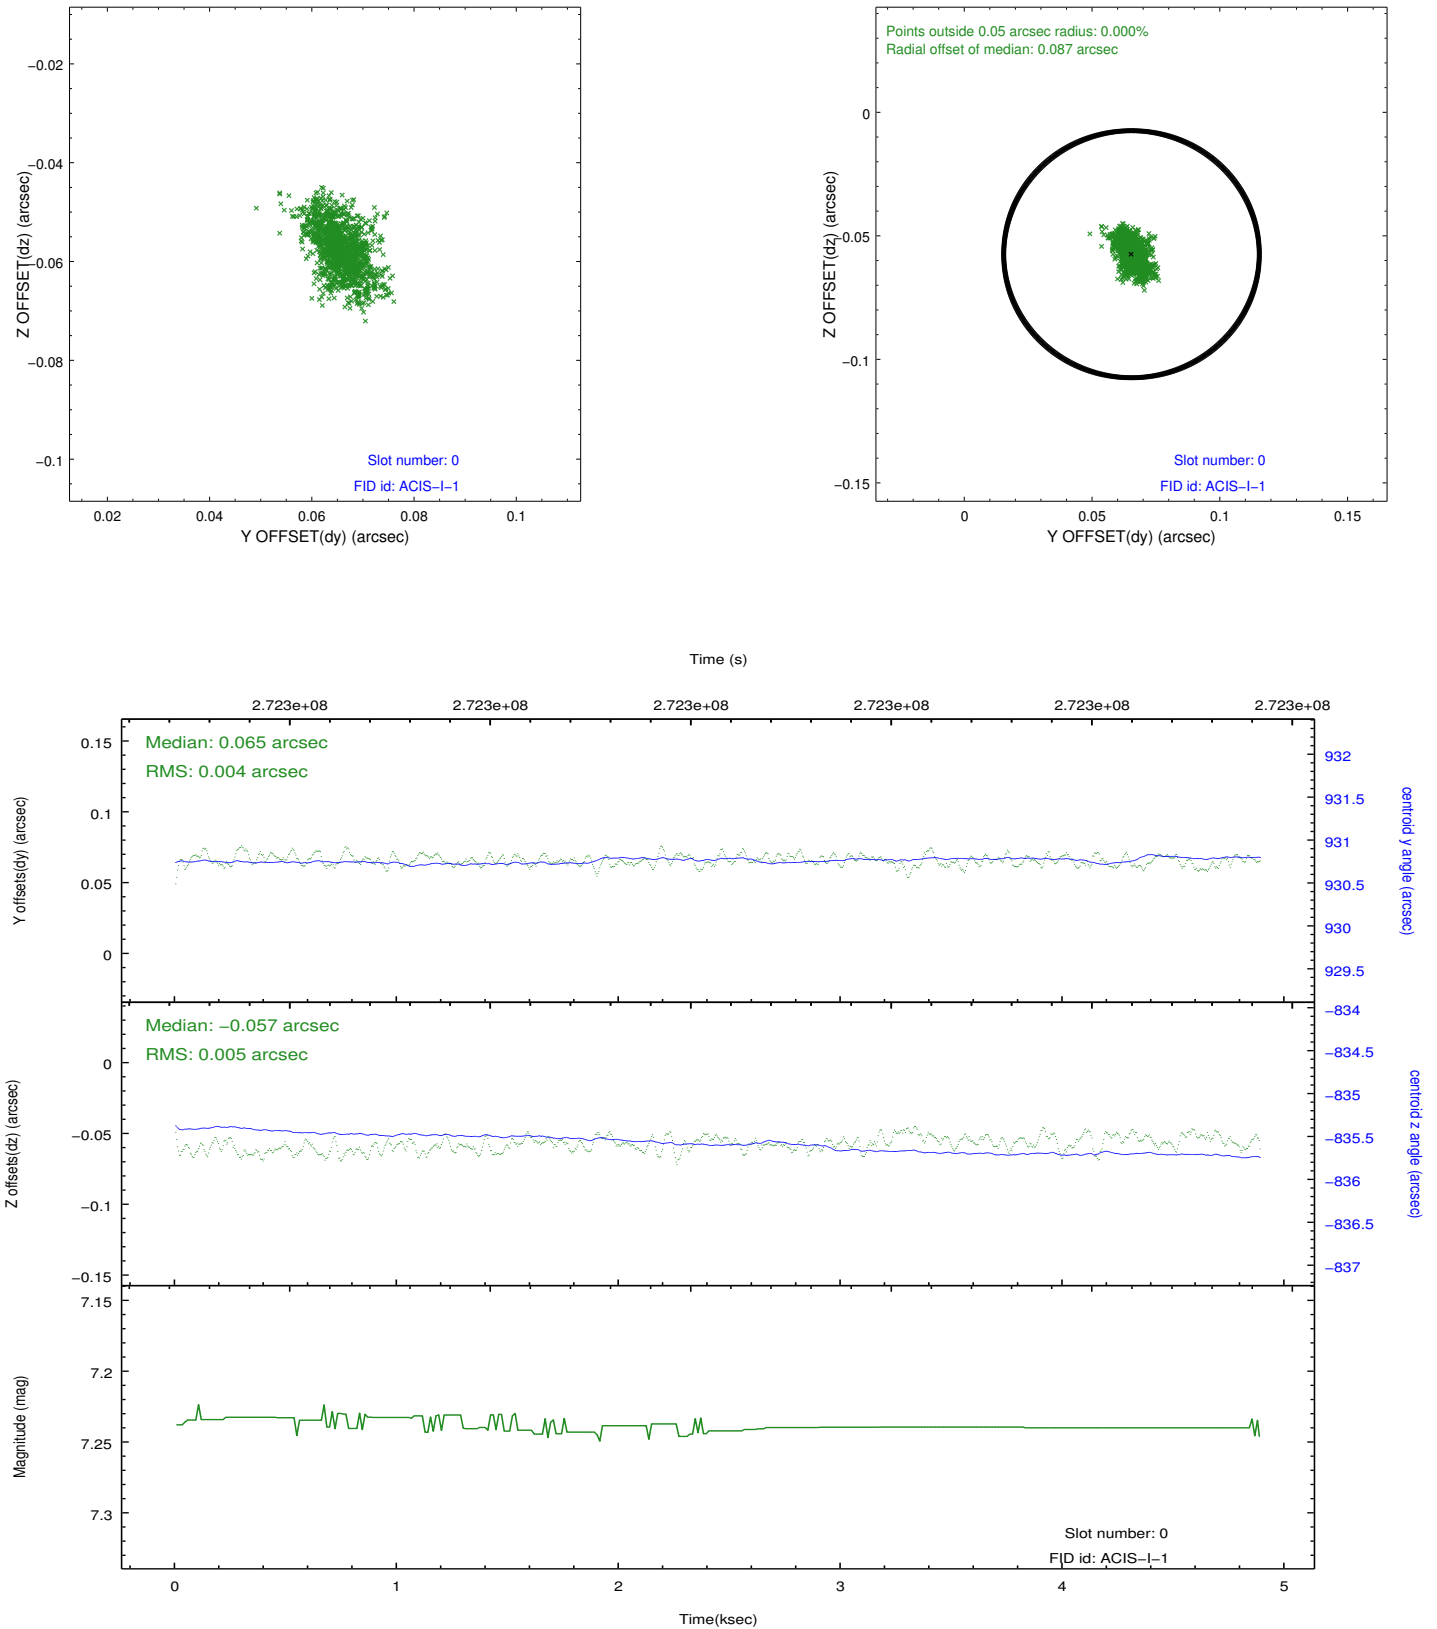 −0.02
−0.04
−0.06
−0.08
−0.1
Z OFFSET(dz) (arcsec)
Slot number: 0
FID id: ACIS−I−1
0.02 0.04 0.06 0.08 0.1
Y OFFSET(dy) (arcsec)
Points outside 0.05 arcsec radius: 0.000%
Radial offset of median: 0.087 arcsec
0
−0.05
−0.1
−0.15
Z OFFSET(dz) (arcsec)
Slot number: 0
FID id: ACIS−I−1
0 0.05 0.1 0.15
Y OFFSET(dy) (arcsec)
Time (s)
2.723e+08 2.723e+08 2.723e+08 2.723e+08 2.723e+08 2.723e+08
Median: 0.065 arcsec
RMS: 0.004 arcsec
0.15
0.1
0.05
0
Y offsets(dy) (arcsec)
932
931.5
931
930.5
930
929.5
centroid y angle (arcsec)
Median: −0.057 arcsec
RMS: 0.005 arcsec
0
−0.05
−0.1
−0.15
Z offsets(dz) (arcsec)
−834
−834.5
−835
−835.5
−836
−836.5
−837
centroid z angle (arcsec)
7.15
7.2
7.25
7.3
Magnitude (mag)
Slot number: 0
FID id: ACIS−I−1
0 1 2 3 4 5
Time(ksec)